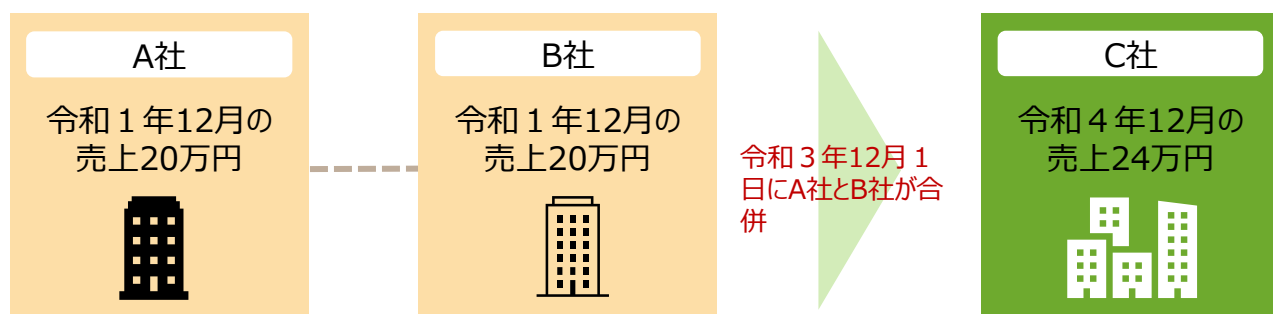 A社
令和１年12月の
売上20万円
B社
令和１年12月の
売上20万円
令和３年12月１
日にA社とB社が合
併
C社
令和４年12月の
売上24万円